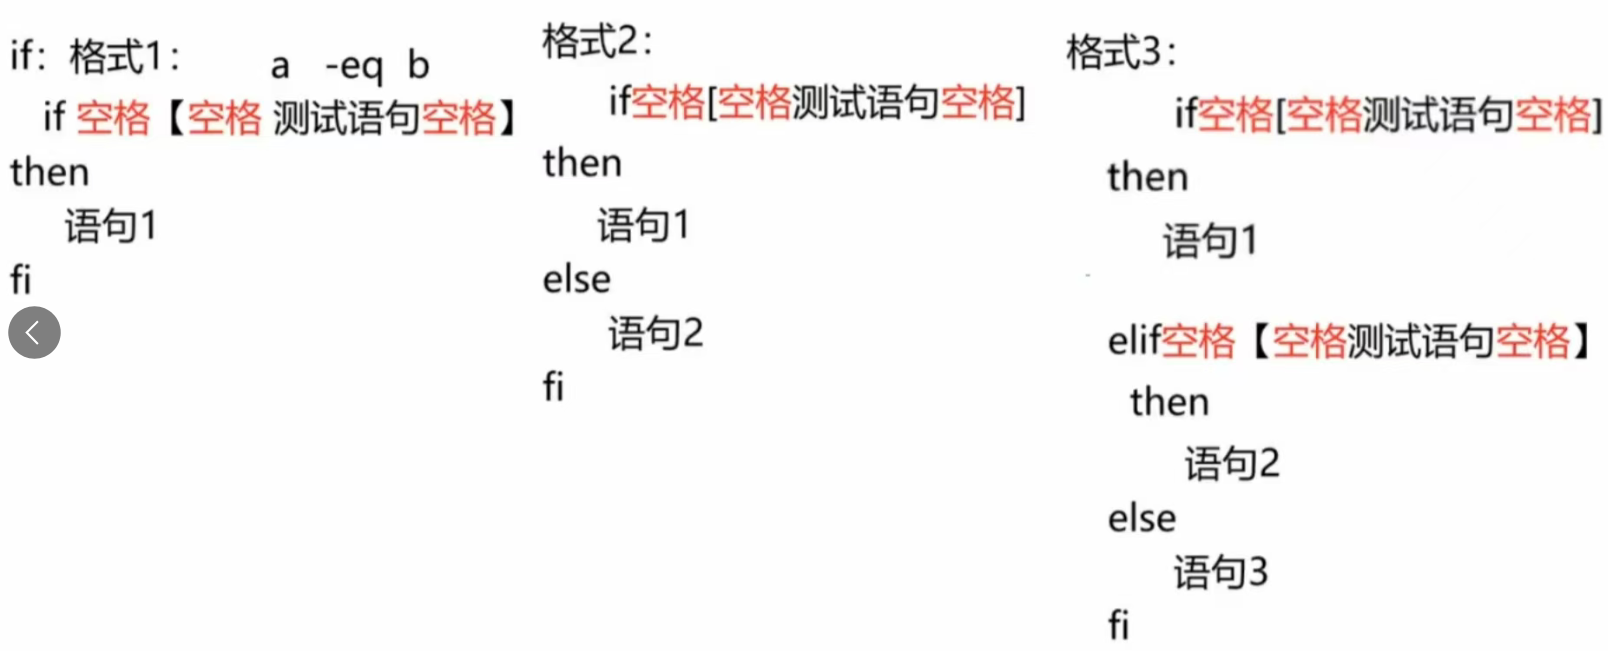 if：格式1：
a -eq b
if 空格【空格 测试语句空格】
then
语句1
fi
格式2：
if空格[空格测试语句空格]
then
语句1
else
语句2
fi
格式3：
if空格[空格测试语句空格]
then
语句1
elif空格【空格测试语句空格】
then
语句2
else
语句3
fi